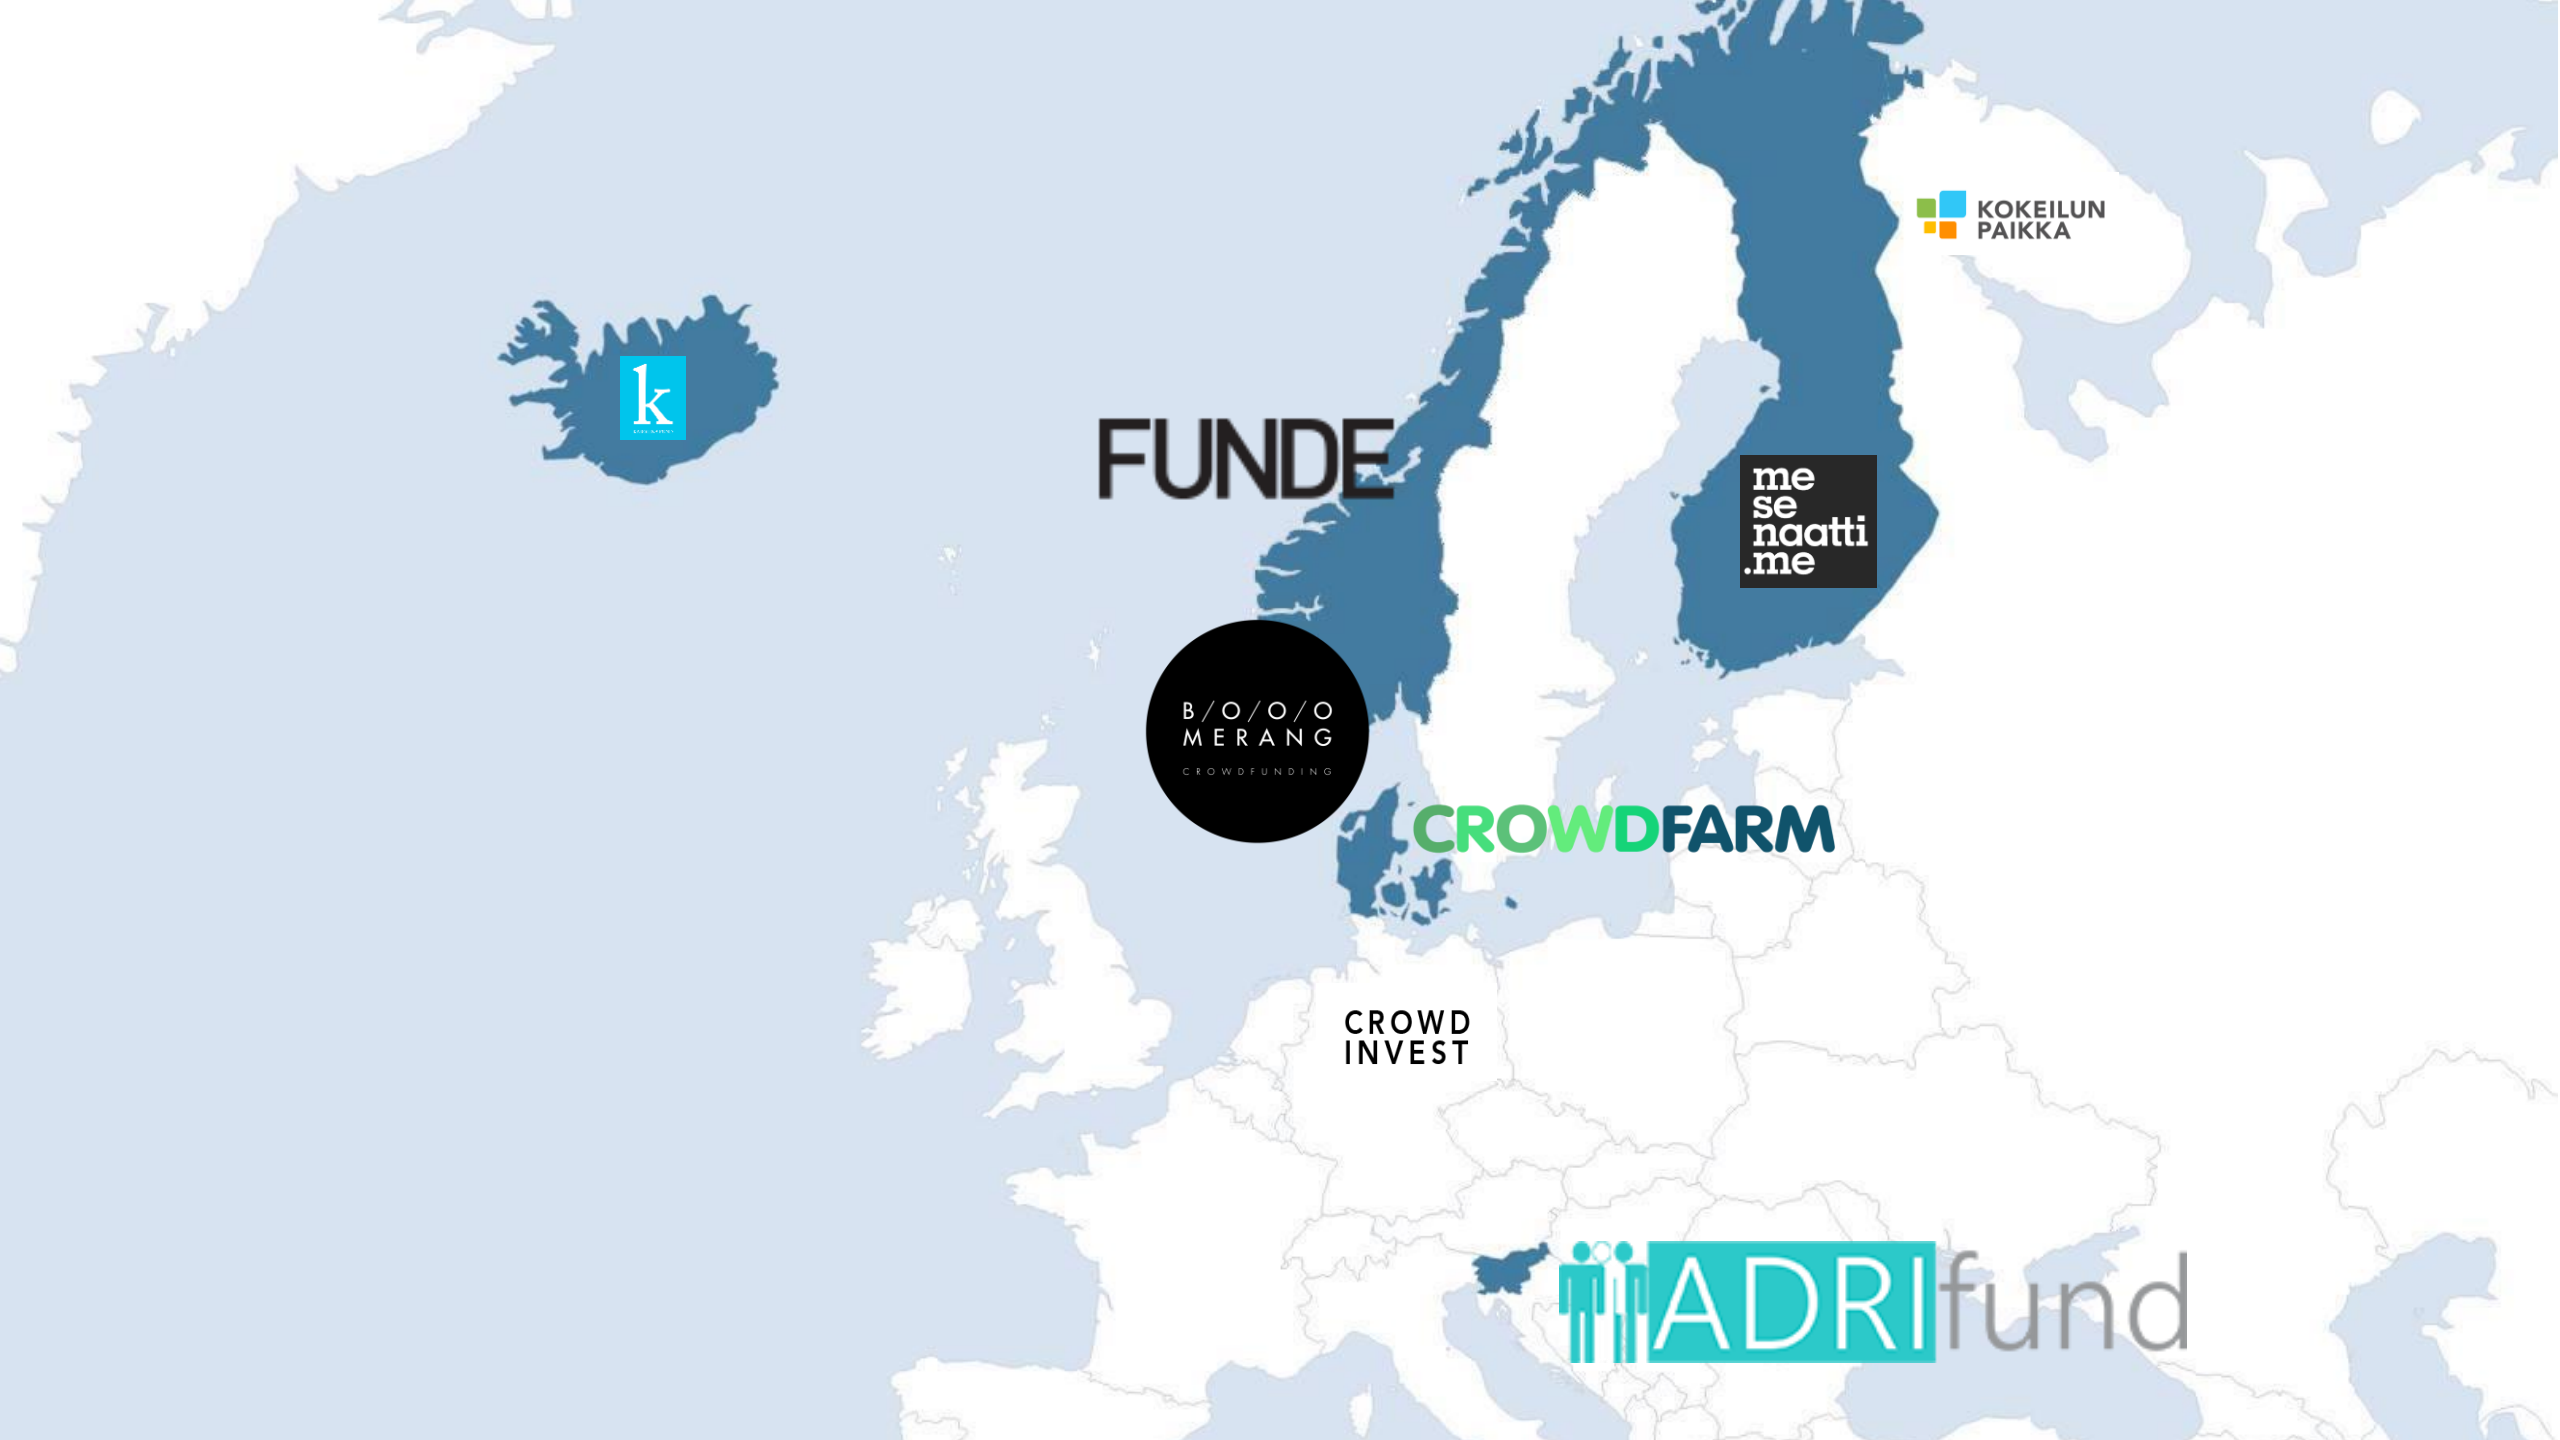 KOKEILUN
PAIKKA
k
FUNDE
me
se
naatti
.me
B/O/O/O
MERANG
CROWDFUNDING
CROWDFARM
CROWD
INVEST
ADRIfund